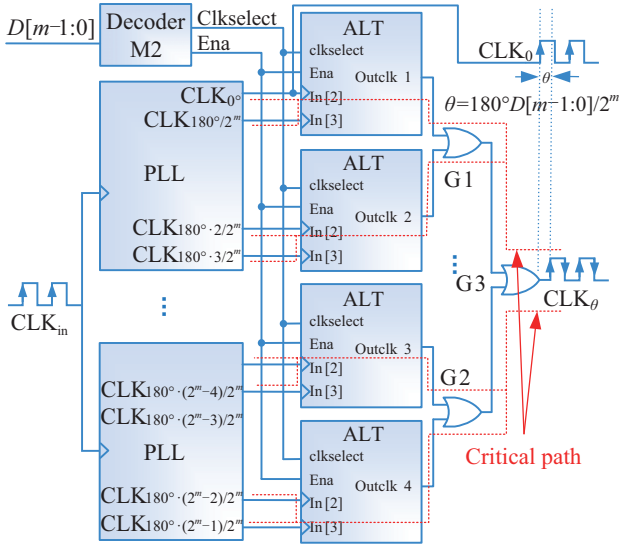 D[m−1:0]
Decoder
M2
Clkselect
Ena
ALT
clkselect
Ena
Outclk 1
In[2]
In[3]
CLK0°
CLK180°/2^m
PLL
CLK180°·2/2^m
CLK180°·3/2^m
ALT
clkselect
Ena
Outclk 2
In[2]
In[3]
G1
CLK0
θ
θ=180°D[m−1:0]/2^m
CLKin
...
...
G3
CLKθ
ALT
clkselect
Ena
Outclk 3
In[2]
In[3]
G2
CLK180°·(2^m−4)/2^m
CLK180°·(2^m−3)/2^m
PLL
CLK180°·(2^m−2)/2^m
CLK180°·(2^m−1)/2^m
ALT
clkselect
Ena
Outclk 4
In[2]
In[3]
Critical path